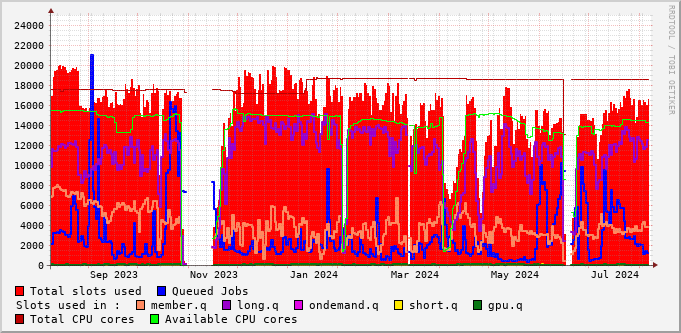 24000
22000
20000
18000
16000
14000
12000
10000
8000
6000
4000
2000
0
Sep 2023 Nov 2023 Jan 2024 Mar 2024 May 2024 Jul 2024
RRDTOOL / TOBI OETIKER
Total slots used Queued Jobs
Slots used in : member.q long.q ondemand.q short.q gpu.q
Total CPU cores Available CPU cores